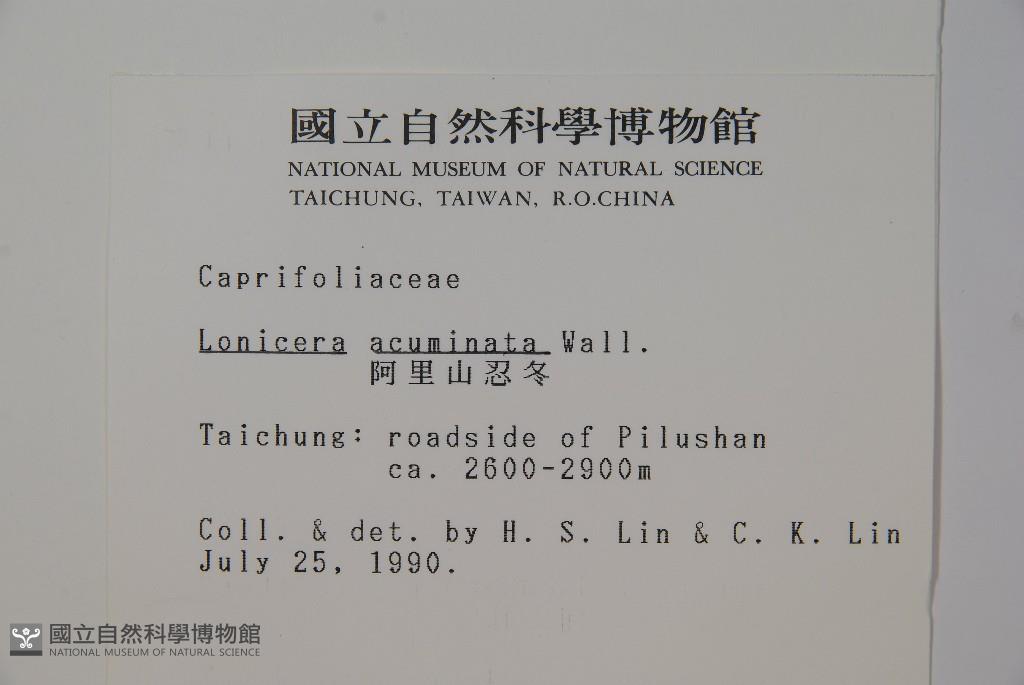 國立自然科學博物館
NATIONAL MUSEUM OF NATURAL SCIENCE
TAICHUNG, TAIWAN, R.O.CHINA
Caprifoliaceae
Lonicera acuminata Wall.
阿里山忍冬
Taichung: roadside of Pilushan
ca. 2600-2900m
Coll. & det. by H. S. Lin & C. K. Lin
July 25, 1990.
國立自然科學博物館
NATIONAL MUSEUM OF NATURAL SCIENCE